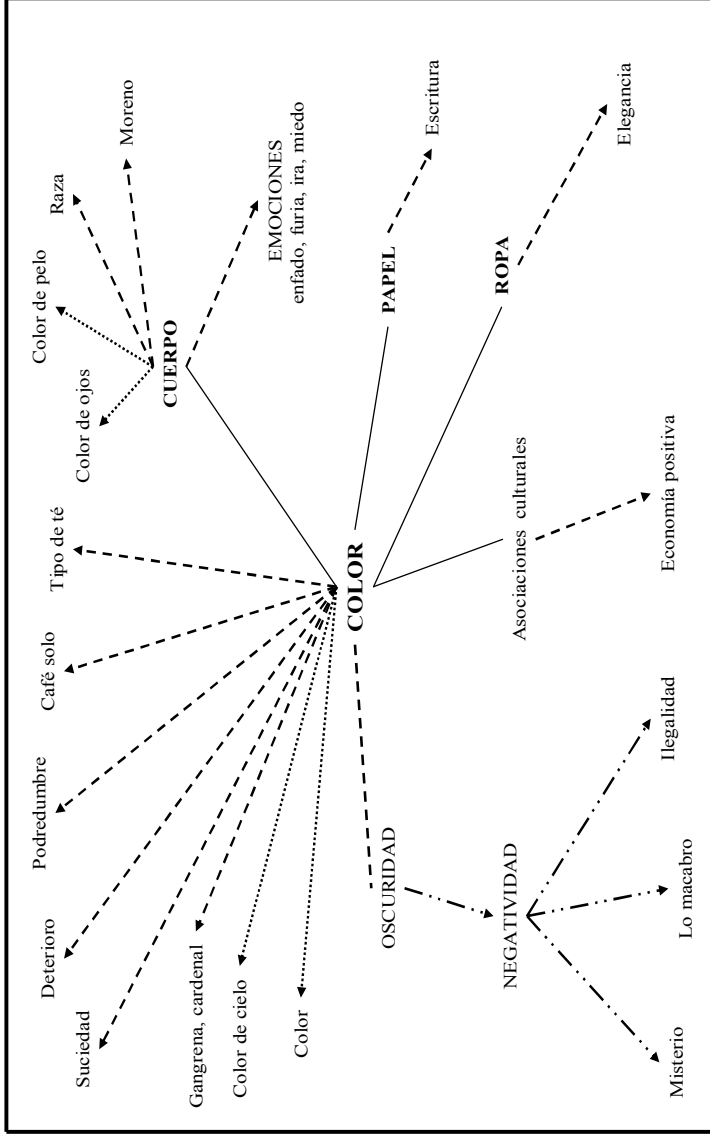 Color de ojos
Color de pelo
Raza
Moreno
CUERPO
EMOCIONES
enfado, furia, ira, miedo
Tipo de té
Café solo
Podredumbre
Deterioro
Suciedad
Gangrena, cardenal
Color de cielo
Color
COLOR
PAPEL
Escritura
ROPA
Elegancia
Asociaciones culturales
Economía positiva
OSCURIDAD
NEGATIVIDAD
Misterio
Lo macabro
Ilegalidad